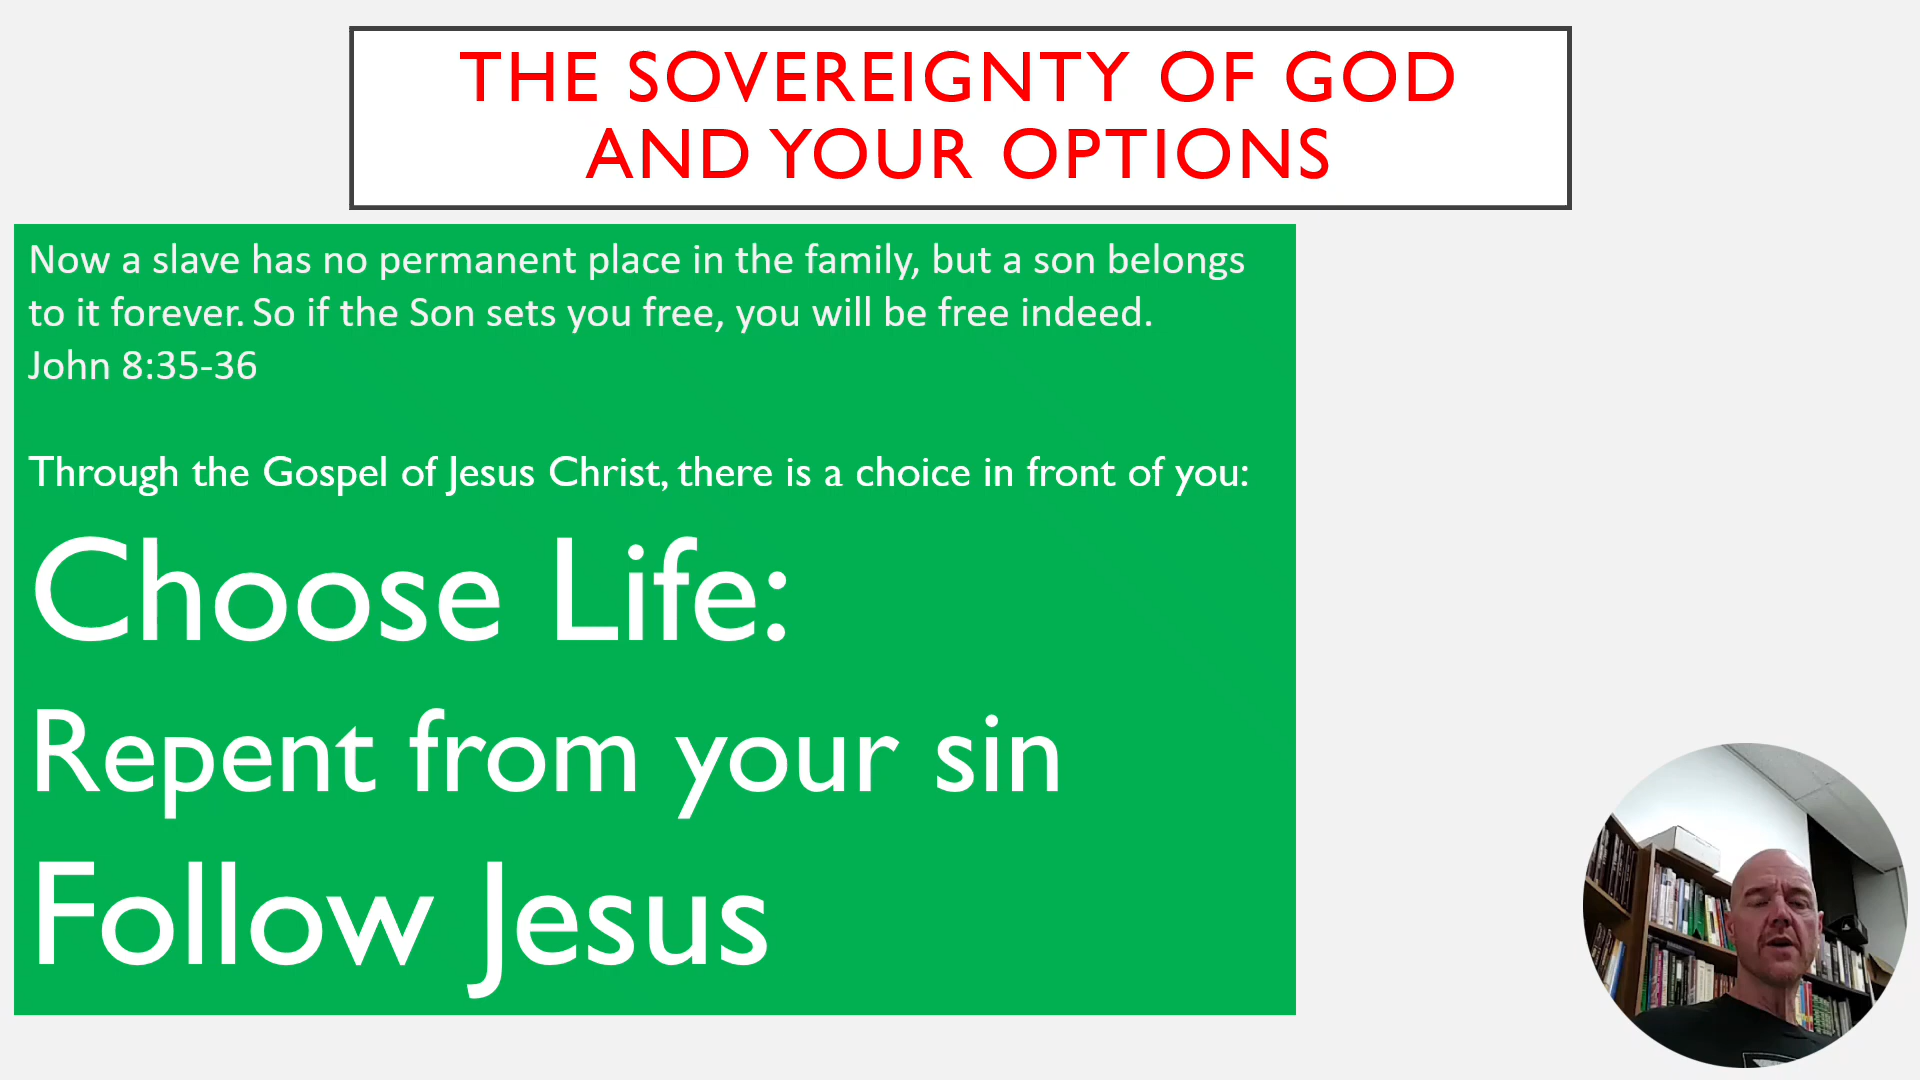 THE SOVEREIGNTY OF GOD
AND YOUR OPTIONS
Now a slave has no permanent place in the family, but a son belongs
to it forever. So if the Son sets you free, you will be free indeed.
John 8:35-36
Through the Gospel of Jesus Christ, there is a choice in front of you:
Choose Life:
Repent from your sin
Follow Jesus